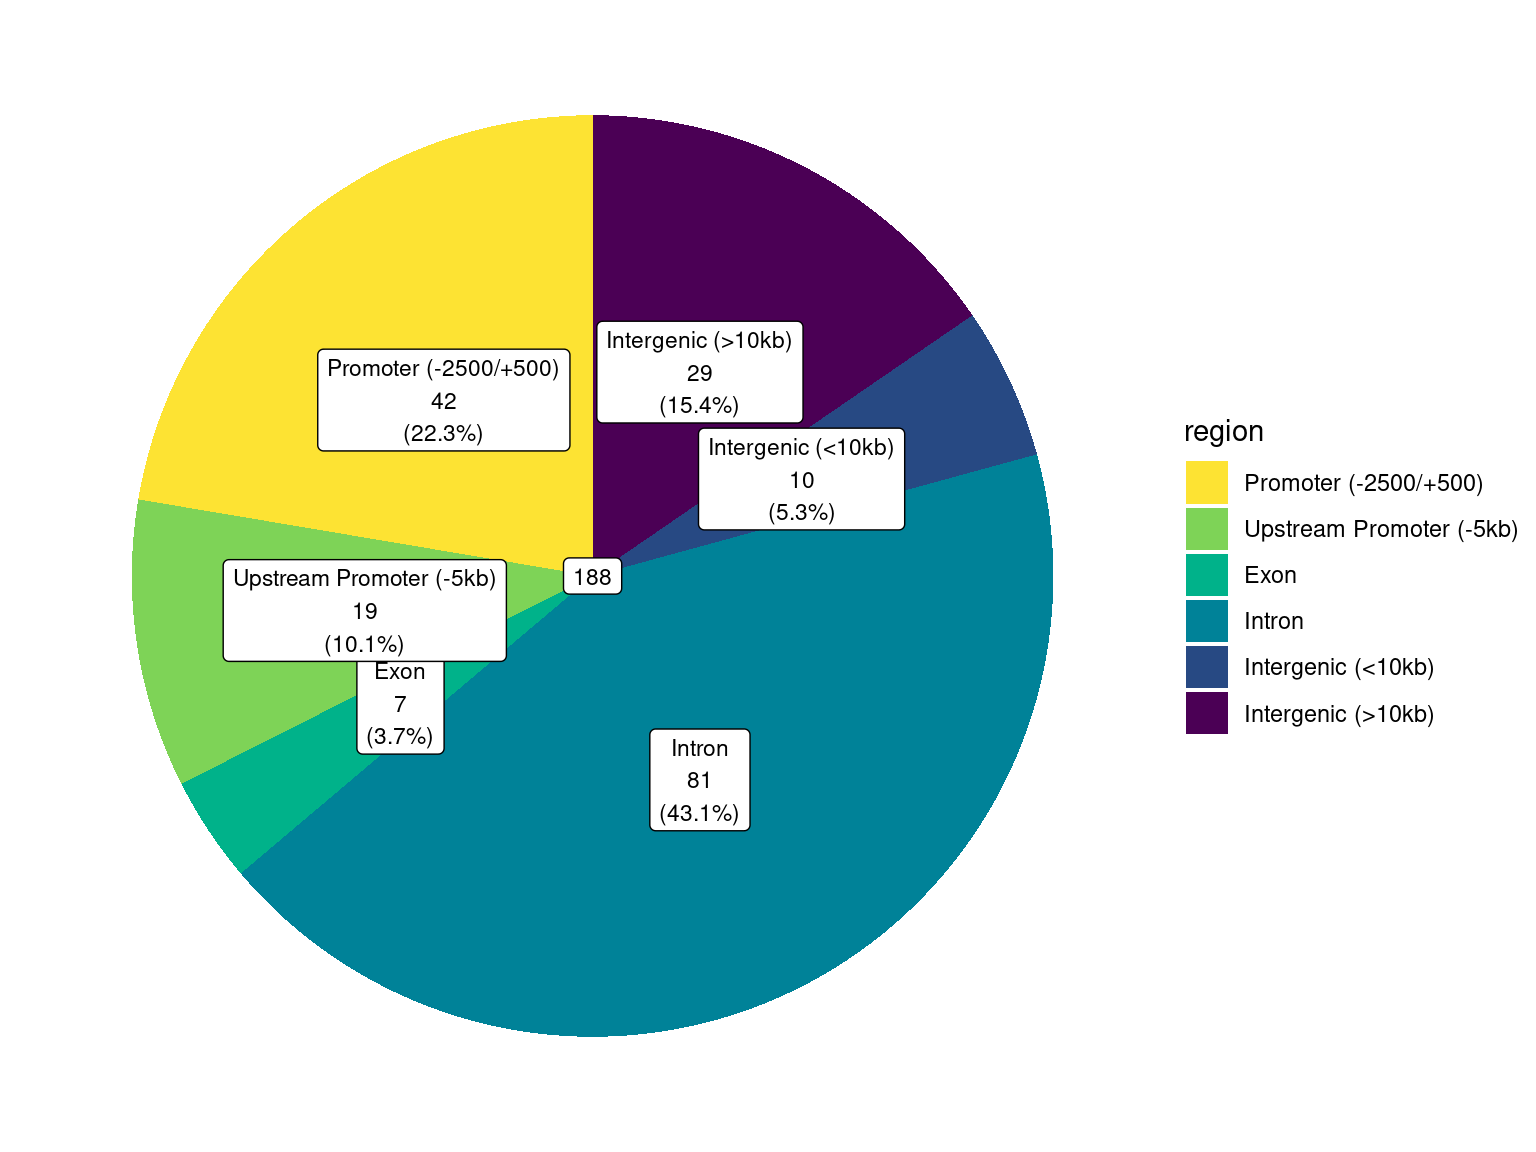 Intergenic (>10kb)
29
(15.4%)
Promoter (-2500/+500)
42
(22.3%)
Intergenic (<10kb)
10
(5.3%)
188
Upstream Promoter (-5kb)
19
(10.1%)
Exon
7
(3.7%)
Intron
81
(43.1%)
region
Promoter (-2500/+500)
Upstream Promoter (-5kb)
Exon
Intron
Intergenic (<10kb)
Intergenic (>10kb)